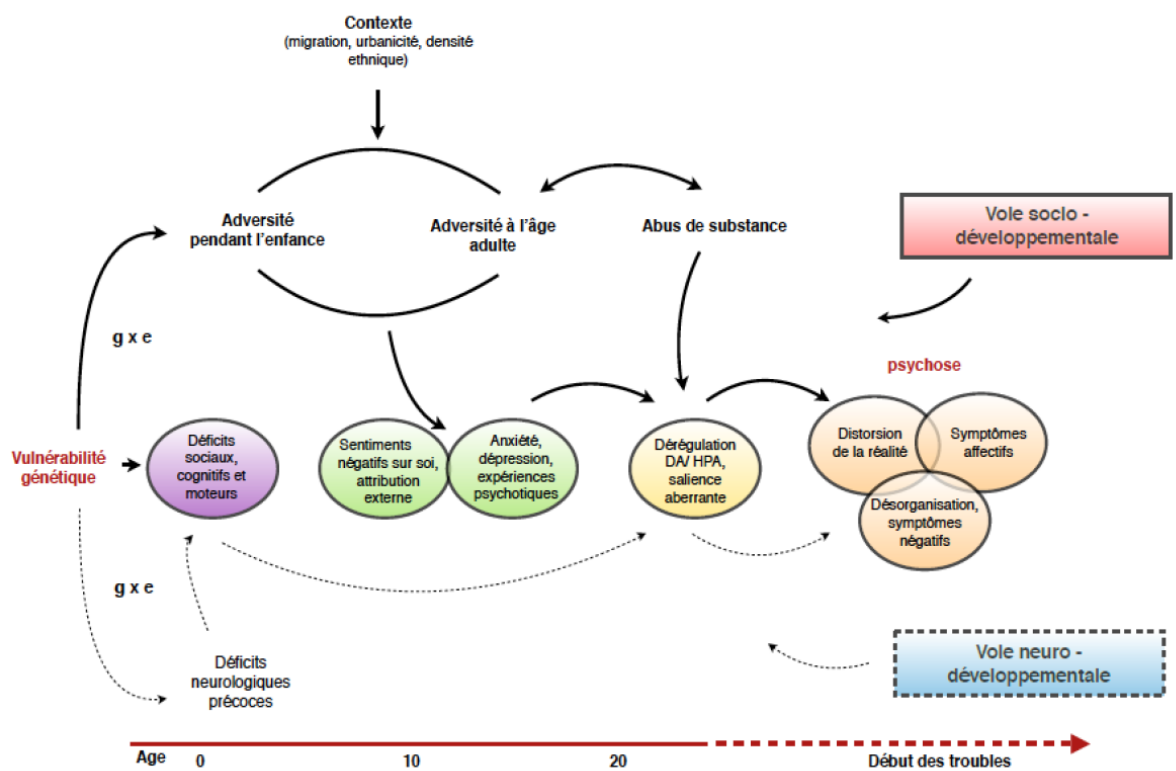 Contexte
(migration, urbanicité, densité
ethnique)
Adversité
pendant l'enfance
Adversité à l'âge
adulte
Abus de substance
Voie socio -
développementale
g x e
psychose
Vulnérabilité
génétique
Déficits
sociaux,
cognitifs et
moteurs
Sentiments
négatifs sur soi,
attribution
externe
Anxiété,
dépression,
expériences
psychotiques
Dérégulation
DA/ HPA,
salience
aberrante
Distorsion
de la réalité
Symptômes
affectifs
Désorganisation,
symptômes
négatifs
g x e
Déficits
neurologiques
précoces
Voie neuro -
développementale
Age 0 10 20 Début des troubles